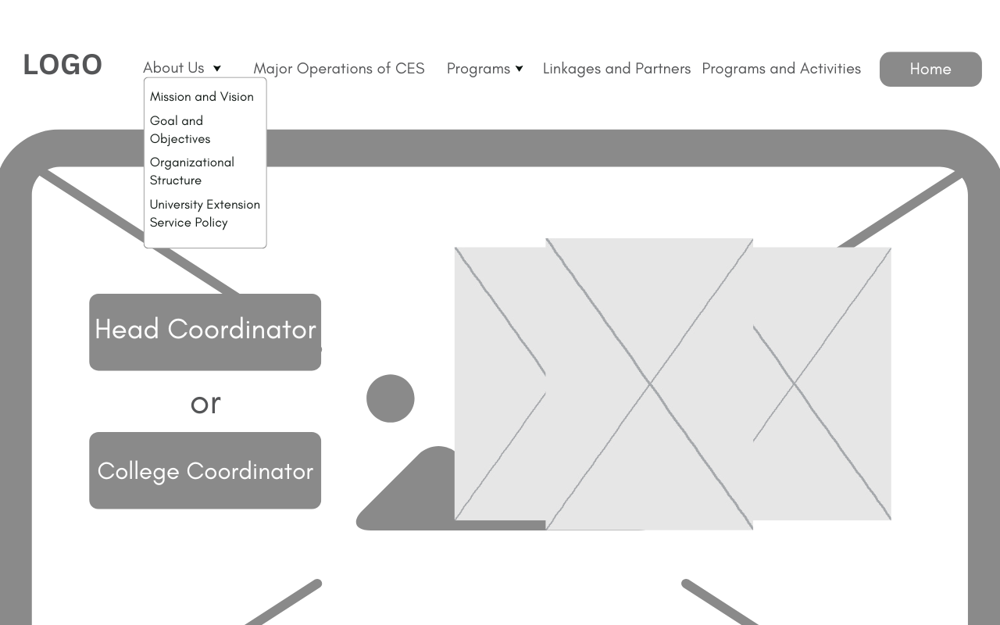 LOGO
About Us
Major Operations of CES
Programs
Linkages and Partners
Programs and Activities
Home
Mission and Vision
Goal and
Objectives
Organizational
Structure
University Extension
Service Policy
Head Coordinator
or
College Coordinator